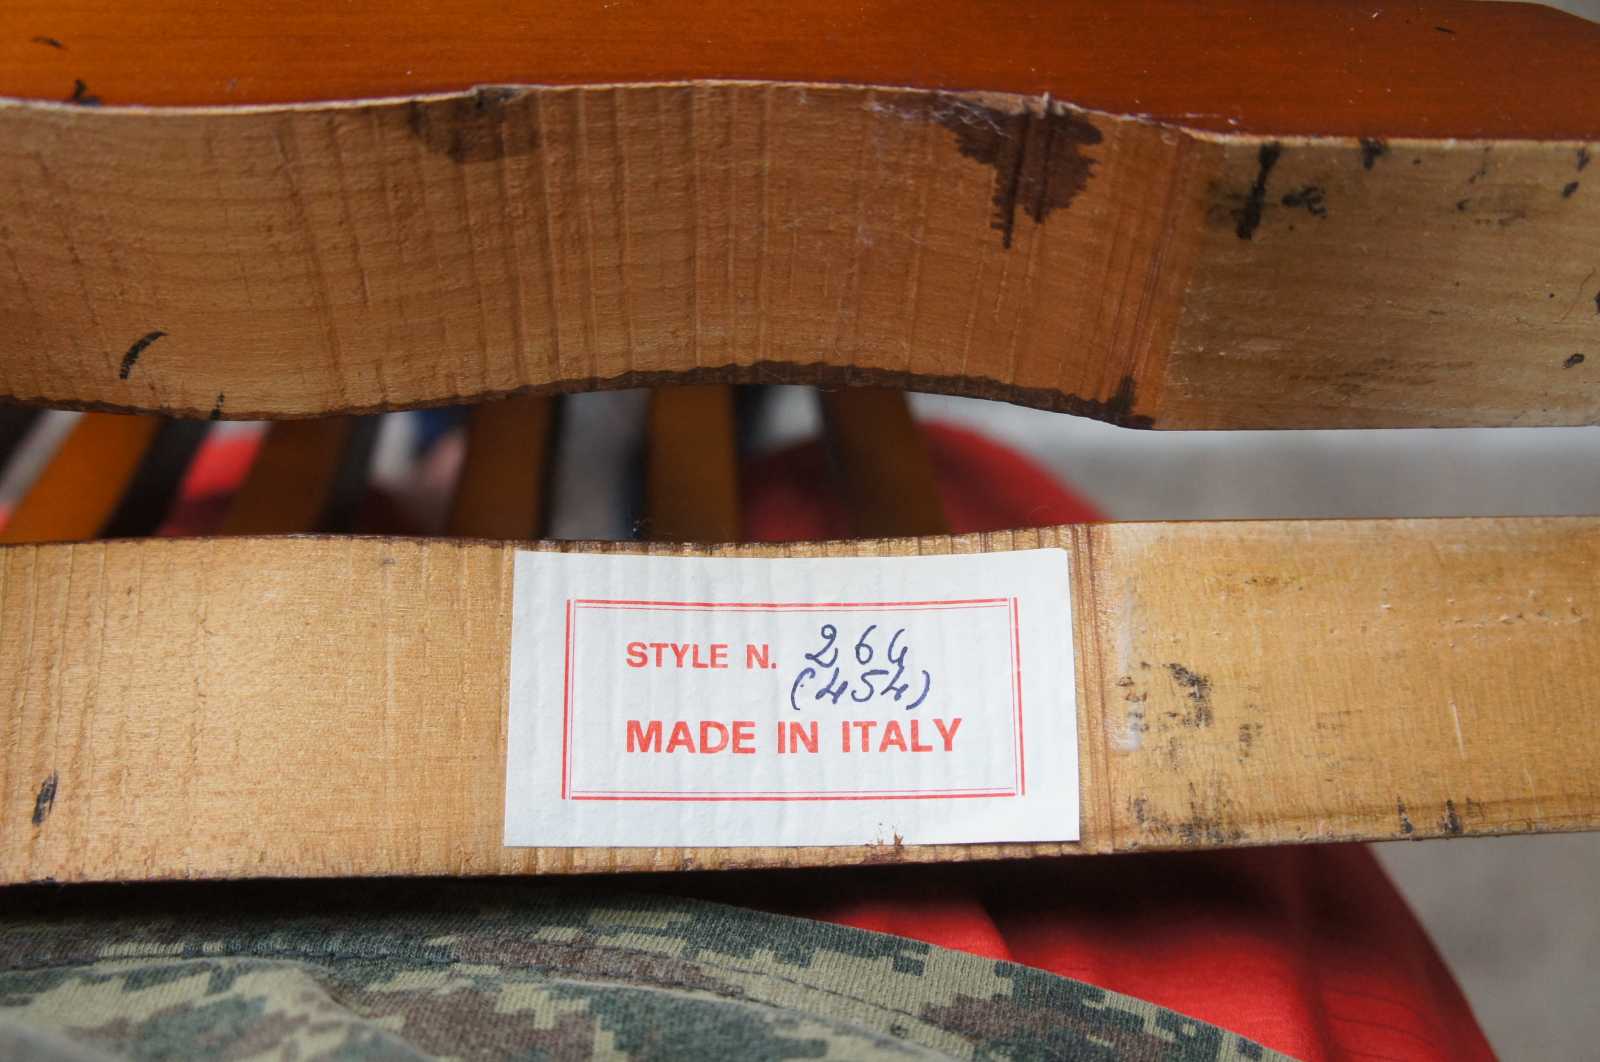 STYLE N. 264
(454)
MADE IN ITALY